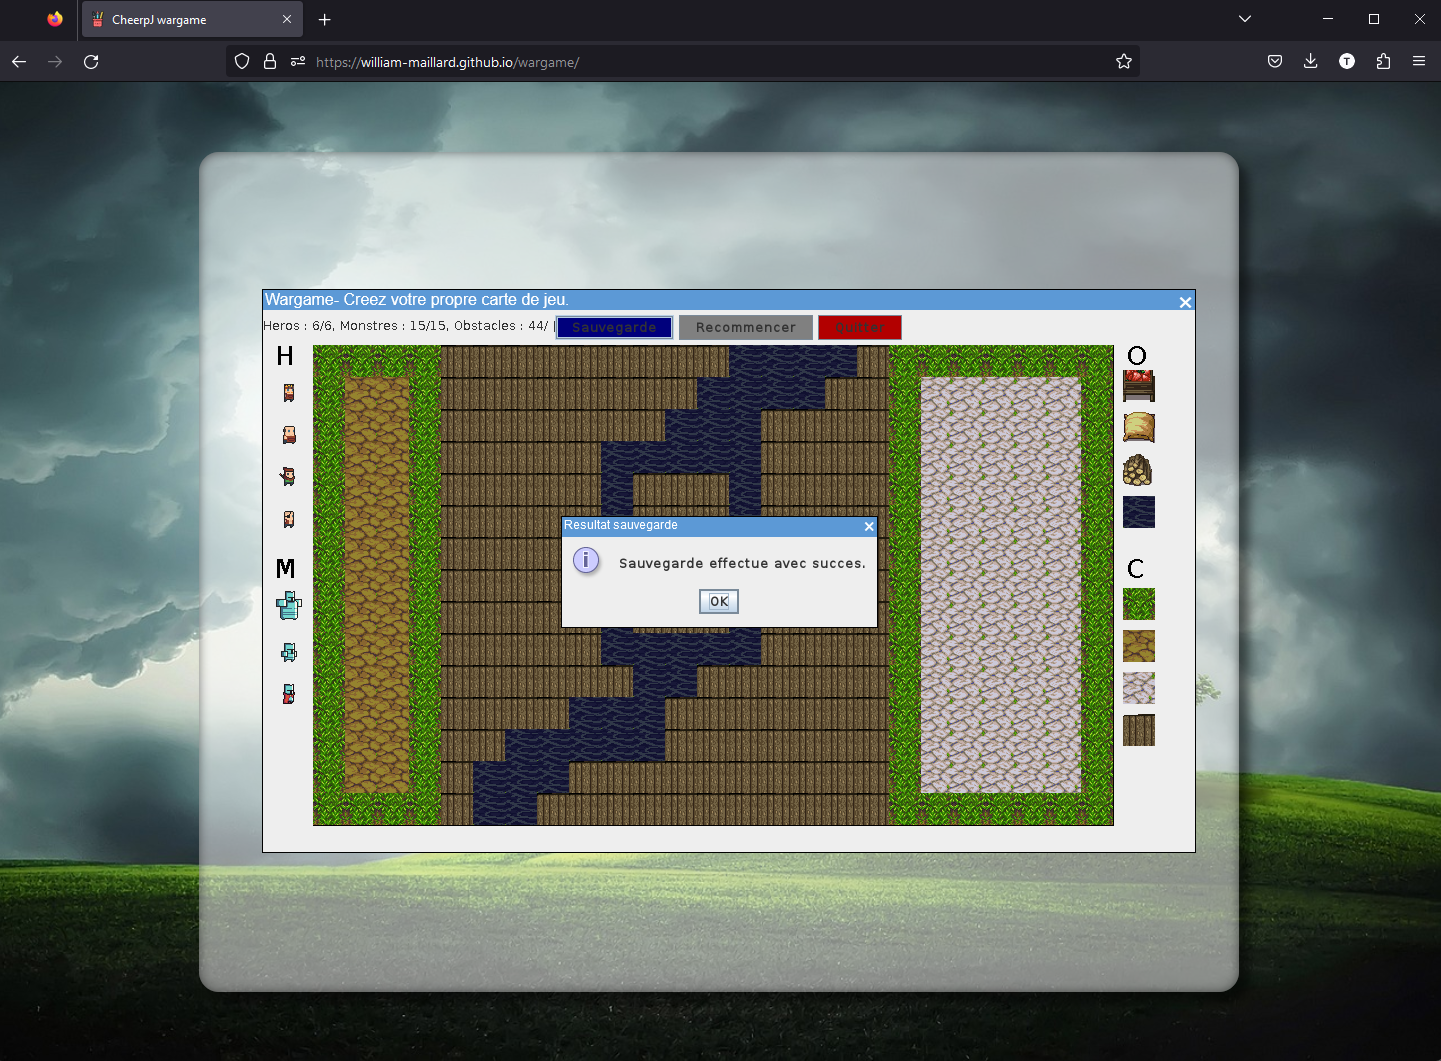 CheerpJ wargame
https://william-maillard.github.io/wargame/
T
Wargame- Creez votre propre carte de jeu.
Heros : 6/6, Monstres : 15/15, Obstacles : 44/ |
Sauvegarde
Recommencer
Quitter
H
O
Resultat sauvegarde
i
Sauvegarde effectue avec succes.
OK
M
C